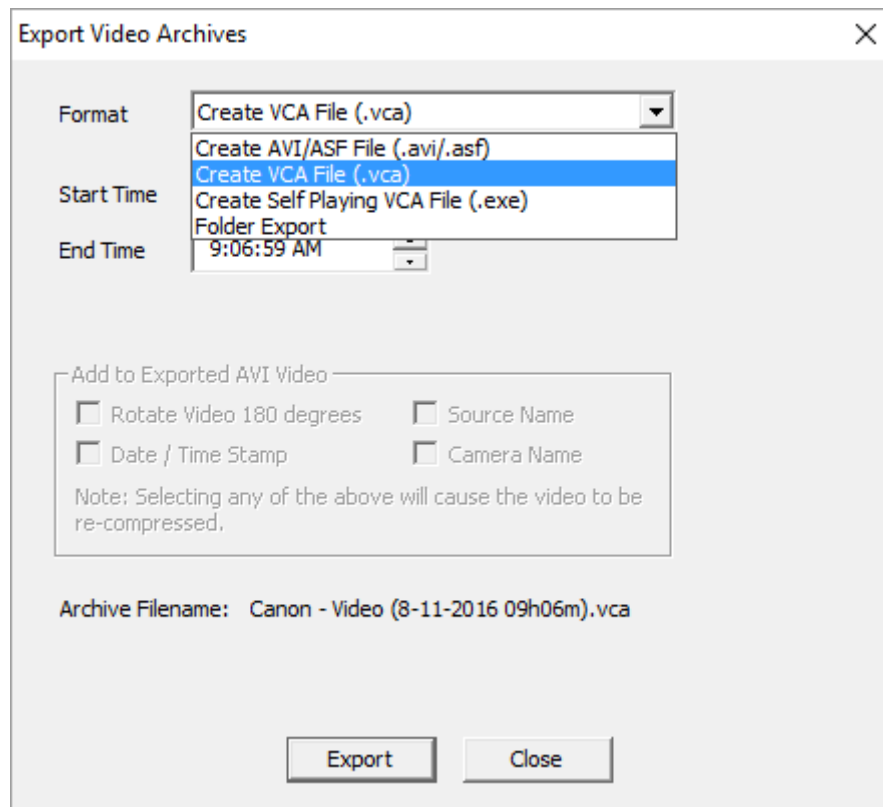 Export Video Archives
Format
Create VCA File (.vca)
Create AVI/ASF File (.avi/.asf)
Create VCA File (.vca)
Start Time
Create Self Playing VCA File (.exe)
Folder Export
End Time
9:06:59 AM
Add to Exported AVI Video
Rotate Video 180 degrees
Source Name
Date / Time Stamp
Camera Name
Note: Selecting any of the above will cause the video to be
re-compressed.
Archive Filename: Canon - Video (8-11-2016 09h06m).vca
Export
Close